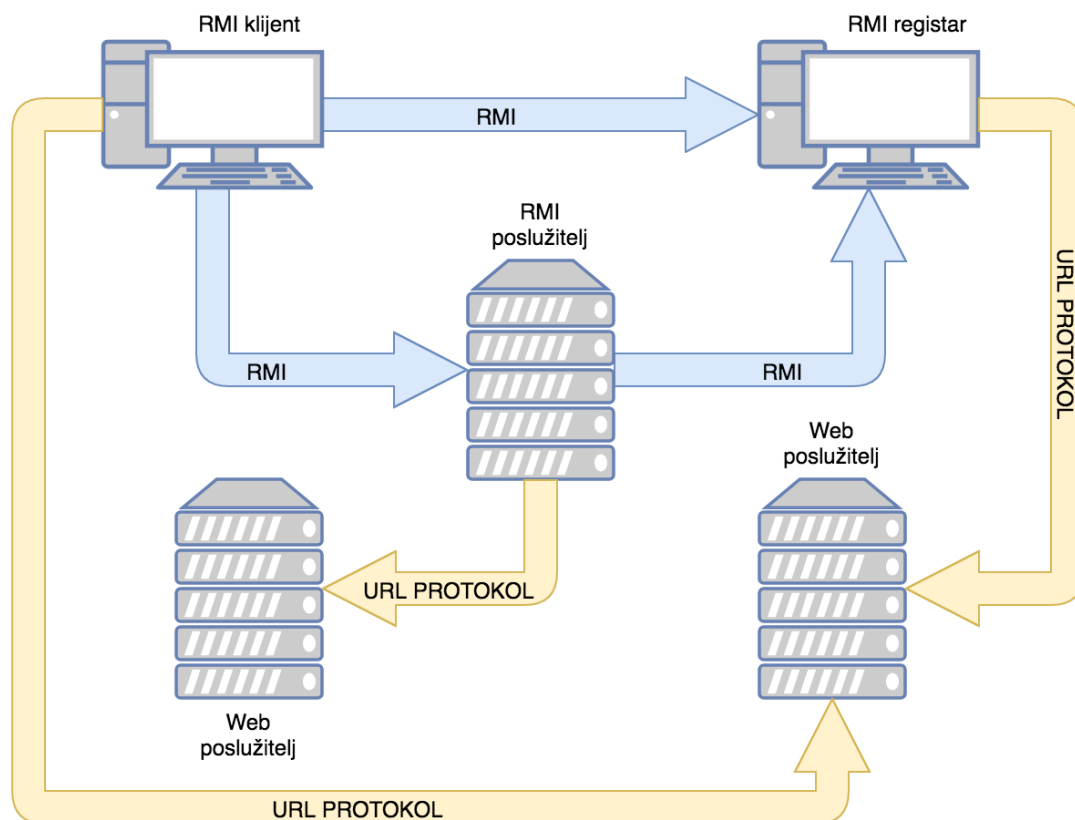 RMI klijent
RMI registar
RMI
RMI
poslužitelj
URL PROTOKOL
RMI
RMI
Web
poslužitelj
URL PROTOKOL
Web
poslužitelj
URL PROTOKOL